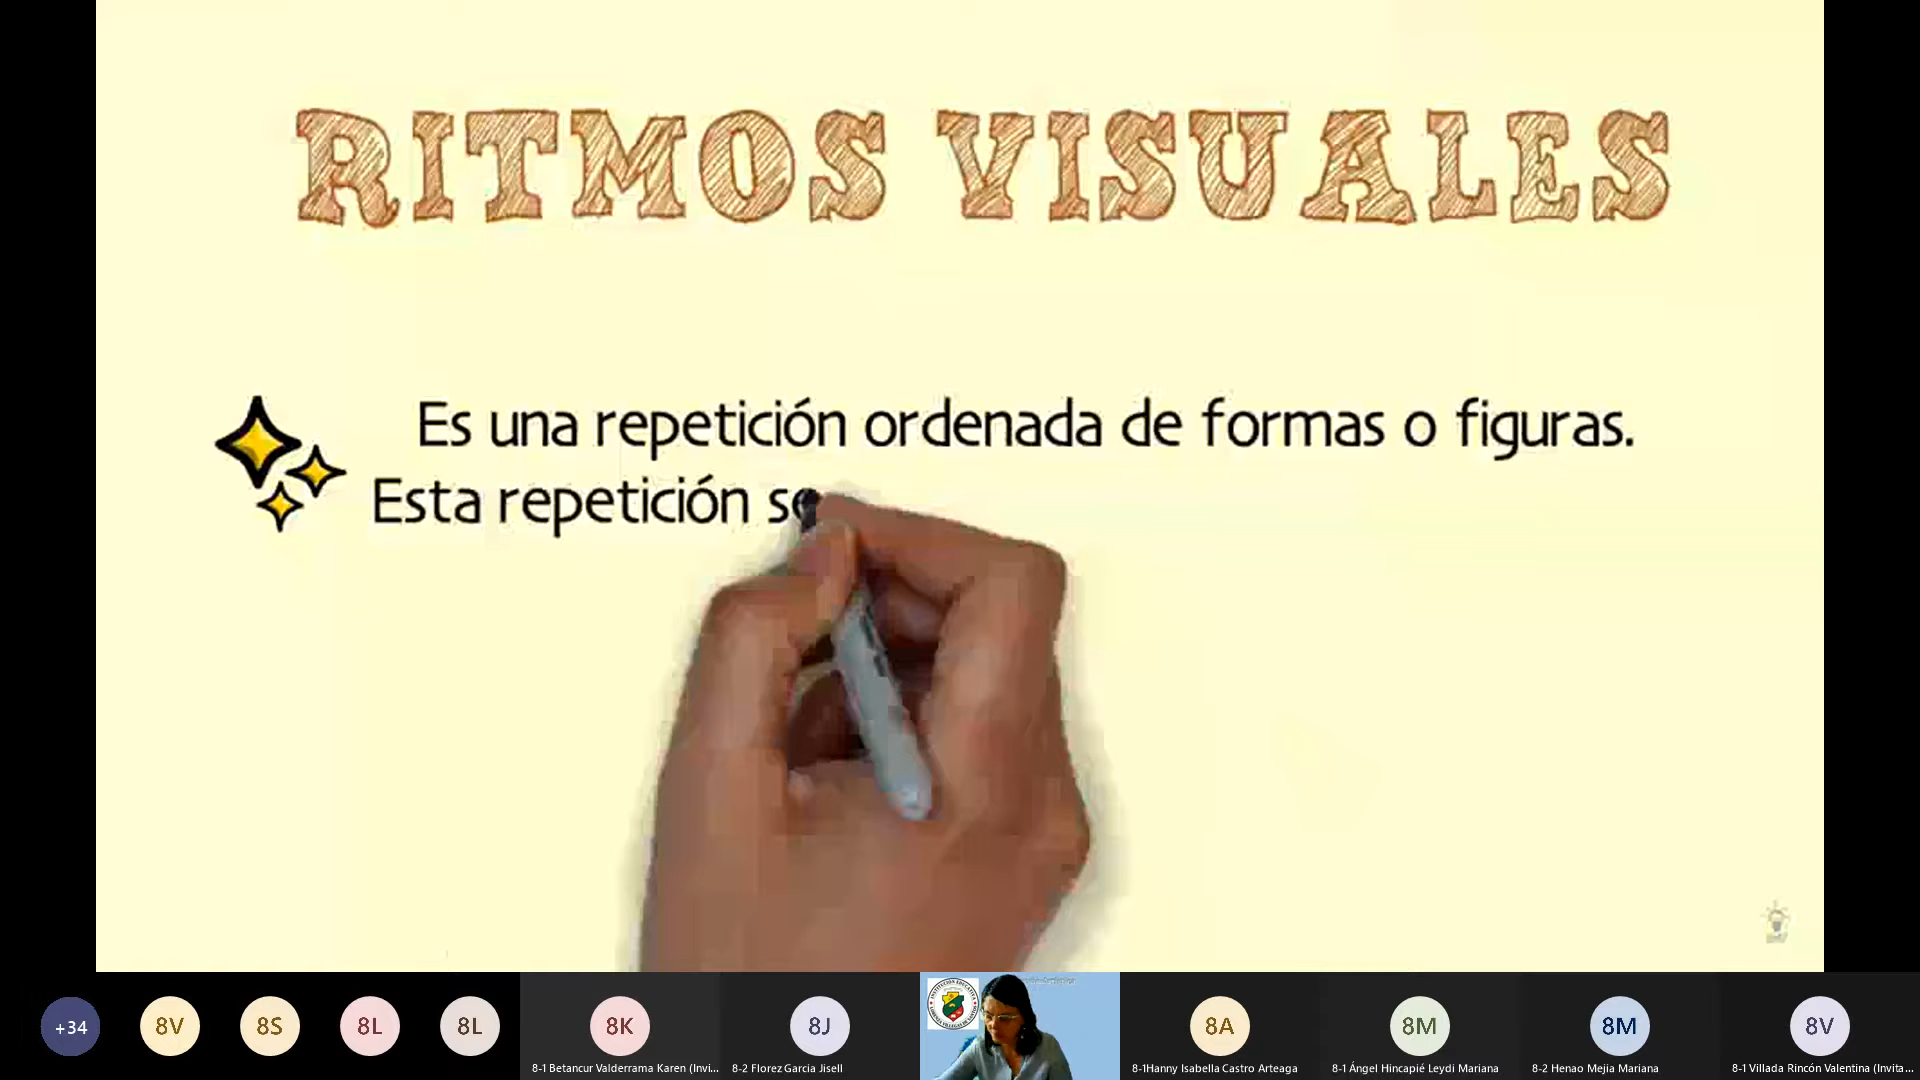 RITMOS VISUALES
Es una repetición ordenada de formas o figuras.
Esta repetición se
+34
8V
8S
8L
8L
8K
8J
8A
8M
8M
8V
8-1 Betancur Valderrama Karen (Invi...
8-2 Florez Garcia Jisell
8-1Hanny Isabella Castro Arteaga
8-1 Ángel Hincapié Leydi Mariana
8-2 Henao Mejia Mariana
8-1 Villada Rincón Valentina (Invita...